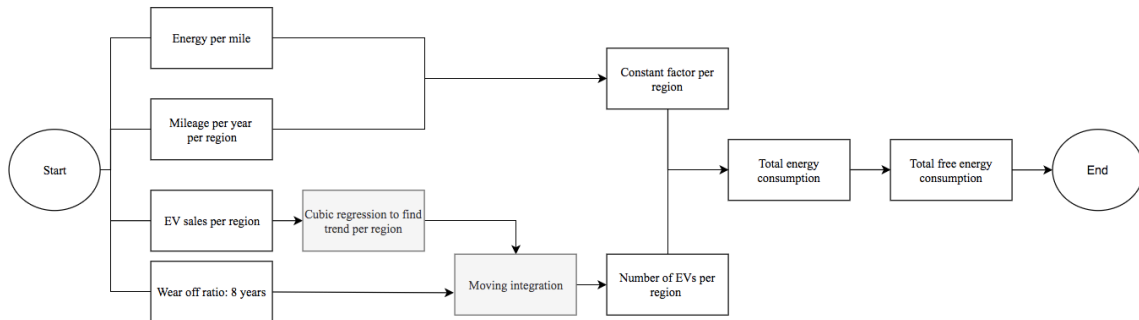 Start
Energy per mile
Mileage per year
per region
EV sales per region
Cubic regression to find
trend per region
Wear off ratio: 8 years
Moving integration
Constant factor per
region
Number of EVs per
region
Total energy
consumption
Total free energy
consumption
End